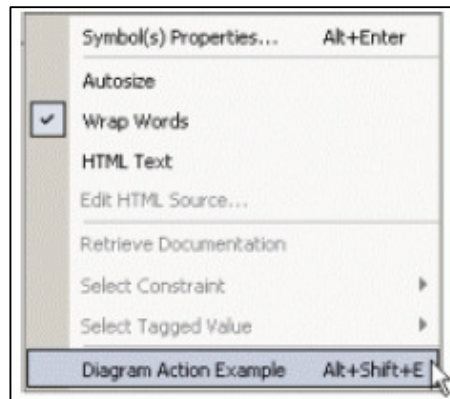 Symbol(s) Properties... Alt+Enter
Autosize
Wrap Words
HTML Text
Edit HTML Source...
Retrieve Documentation
Select Constraint
Select Tagged Value
Diagram Action Example Alt+Shift+E